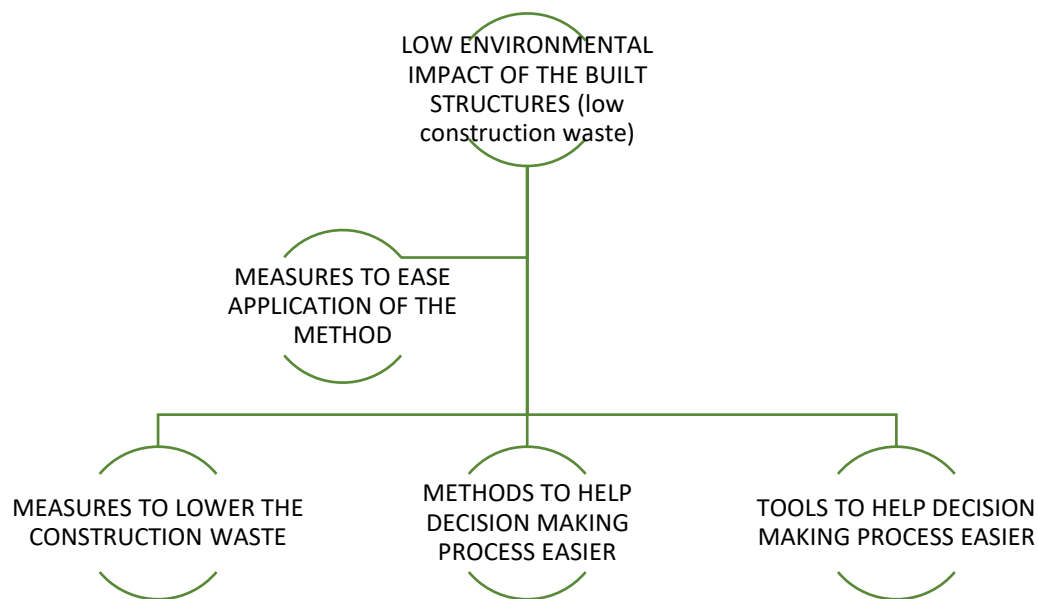 LOW ENVIRONMENTAL
IMPACT OF THE BUILT
STRUCTURES (low
construction waste)
MEASURES TO EASE
APPLICATION OF THE
METHOD
MEASURES TO LOWER THE
CONSTRUCTION WASTE
METHODS TO HELP
DECISION MAKING
PROCESS EASIER
TOOLS TO HELP DECISION
MAKING PROCESS EASIER